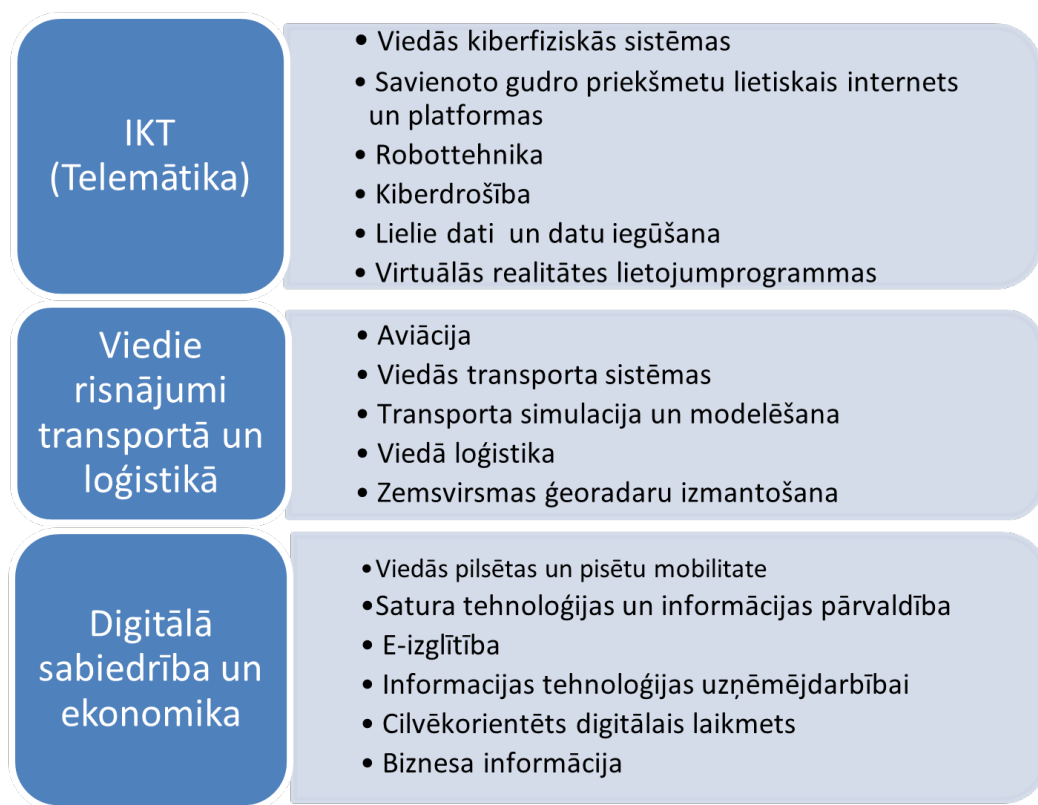 IKT
(Telemātika)
• Viedās kiberfiziskās sistēmas
• Savienoto gudro priekšmetu lietiskais internets
un platformas
• Robottehnika
• Kiberdrošība
• Lielie dati un datu iegūšana
• Virtuālās realitātes lietojumprogrammas
Viedie
risnājumi
transportā un
loģistikā
• Aviācija
• Viedās transporta sistēmas
• Transporta simulacija un modelēšana
• Viedā loģistika
• Zemsvirsmas ģeoradaru izmantošana
Digitālā
sabiedrība un
ekonomika
•Viedās pilsētas un pisētu mobilitate
•Satura tehnoloģijas un informācijas pārvaldība
• E-izglītība
• Informacijas tehnoloģijas uzņēmējdarbībai
• Cilvēkorientēts digitālais laikmets
• Biznesa informācija